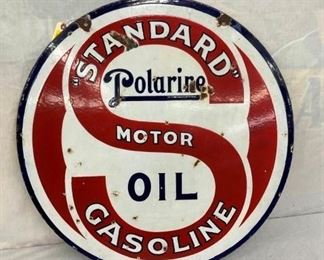 "STANDARD"
Polarine
MOTOR
OIL
GASOLINE